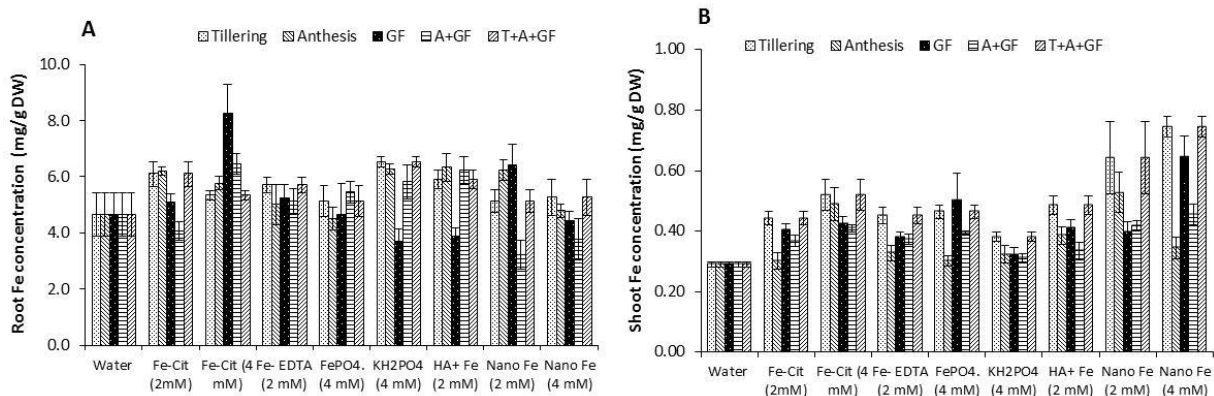 A
Tillering Anthesis GF A+GF T+A+GF
Root Fe concentration (mg/gDW)
10.0
8.0
6.0
4.0
2.0
0.0
Water Fe-Cit Fe-Cit (4 Fe- EDTA FePO4. KH2PO4 HA+ Fe Nano Fe Nano Fe
(2mM) mM) (2 mM) (4 mM) (4 mM) (2 mM) (2 mM) (4 mM)
B
Tillering Anthesis GF A+GF T+A+GF
Shoot Fe concentration (mg/gDW)
1.00
0.80
0.60
0.40
0.20
0.00
Water Fe-Cit Fe-Cit (4 Fe- EDTA FePO4. KH2PO4 HA+ Fe Nano Fe Nano Fe
(2mM) mM) (2 mM) (4 mM) (4 mM) (2 mM) (2 mM) (4 mM)